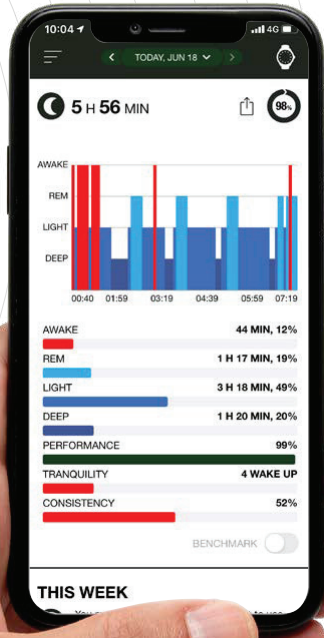 10:04 4G
TODAY, JUN 18
5 H 56 MIN 98%
AWAKE
REM
LIGHT
DEEP
00:40 01:59 03:19 04:39 05:59 07:19
AWAKE 44 MIN, 12%
REM 1 H 17 MIN, 19%
LIGHT 3 H 18 MIN, 49%
DEEP 1 H 20 MIN, 20%
PERFORMANCE 99%
TRANQUILITY 4 WAKE UP
CONSISTENCY 52%
BENCHMARK
THIS WEEK